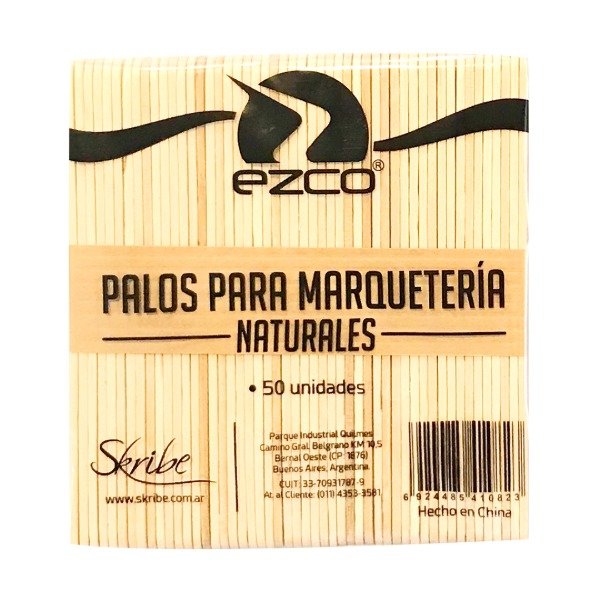 ezco®
PALOS PARA MARQUETERÍA
NATURALES
• 50 unidades
Parque Industrial Quilmes
Camino Gral. Belgrano KM 10,5
Bernal Oeste (CP: 1876)
Buenos Aires, Argentina.
CUIT: 33-70931787-9
At. al Cliente: (011) 4353-3581
Skribe
www.skribe.com.ar
6 924485 410823
Hecho en China